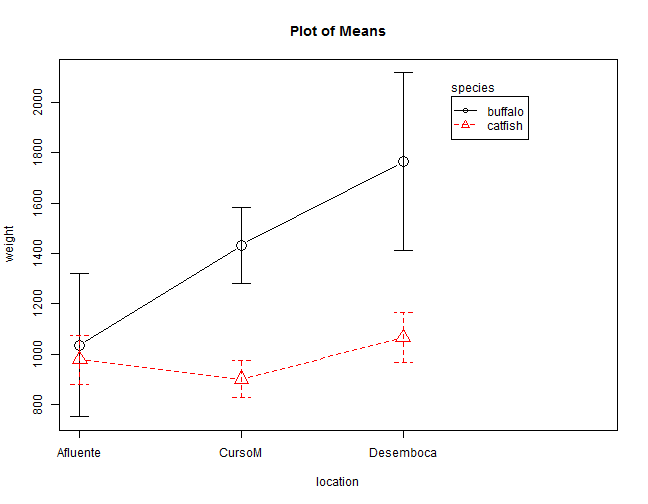 Plot of Means
species
buffalo
catfish
weight
2000
1800
1600
1400
1200
1000
800
Afluente CursoM Desemboca
location